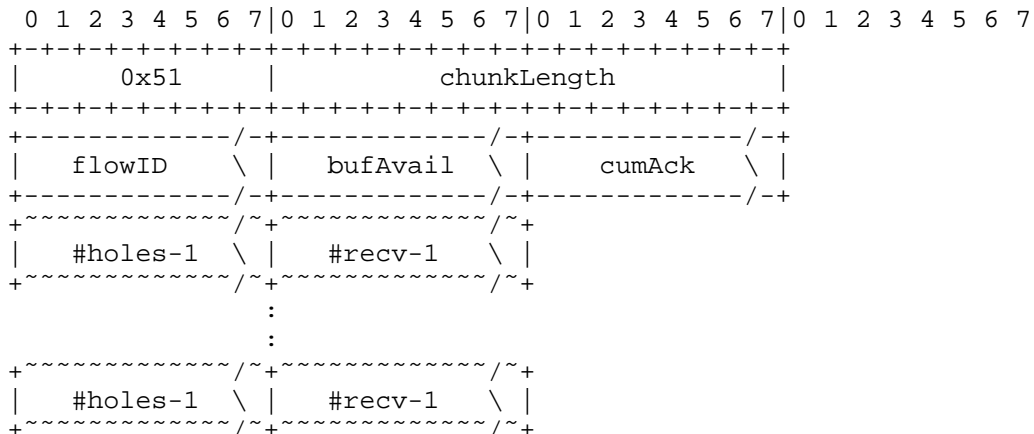 0 1 2 3 4 5 6 7|0 1 2 3 4 5 6 7|0 1 2 3 4 5 6 7|0 1 2 3 4 5 6 7
+-+-+-+-+-+-+-+-+-+-+-+-+-+-+-+-+-+-+-+-+-+-+-+-+
|      0x51     |          chunkLength          |
+-+-+-+-+-+-+-+-+-+-+-+-+-+-+-+-+-+-+-+-+-+-+-+-+
+-------------/-+-------------/-+-------------/-+
|   flowID    \ |   bufAvail  \ |    cumAck   \ |
+-------------/-+-------------/-+-------------/-+
+~~~~~~~~~~~~~/~+~~~~~~~~~~~~~/~+
|   #holes-1  \ |   #recv-1   \ |
+~~~~~~~~~~~~~/~+~~~~~~~~~~~~~/~+
                :
                :
+~~~~~~~~~~~~~/~+~~~~~~~~~~~~~/~+
|   #holes-1  \ |   #recv-1   \ |
+~~~~~~~~~~~~~/~+~~~~~~~~~~~~~/~+